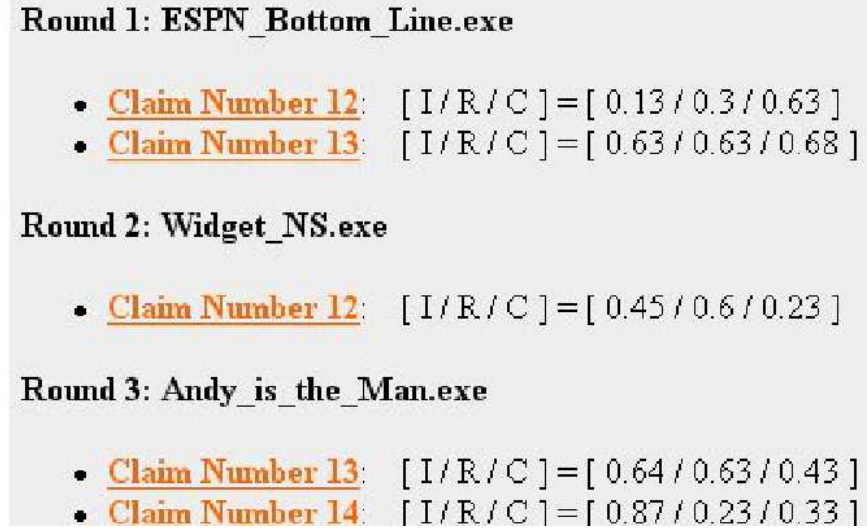 Round 1: ESPN_Bottom_Line.exe
• Claim Number 12: [ I / R / C ] = [ 0.13 / 0.3 / 0.63 ]
• Claim Number 13: [ I / R / C ] = [ 0.63 / 0.63 / 0.68 ]
Round 2: Widget_NS.exe
• Claim Number 12: [ I / R / C ] = [ 0.45 / 0.6 / 0.23 ]
Round 3: Andy_is_the_Man.exe
• Claim Number 13: [ I / R / C ] = [ 0.64 / 0.63 / 0.43 ]
• Claim Number 14: [ I / R / C ] = [ 0.87 / 0.23 / 0.33 ]